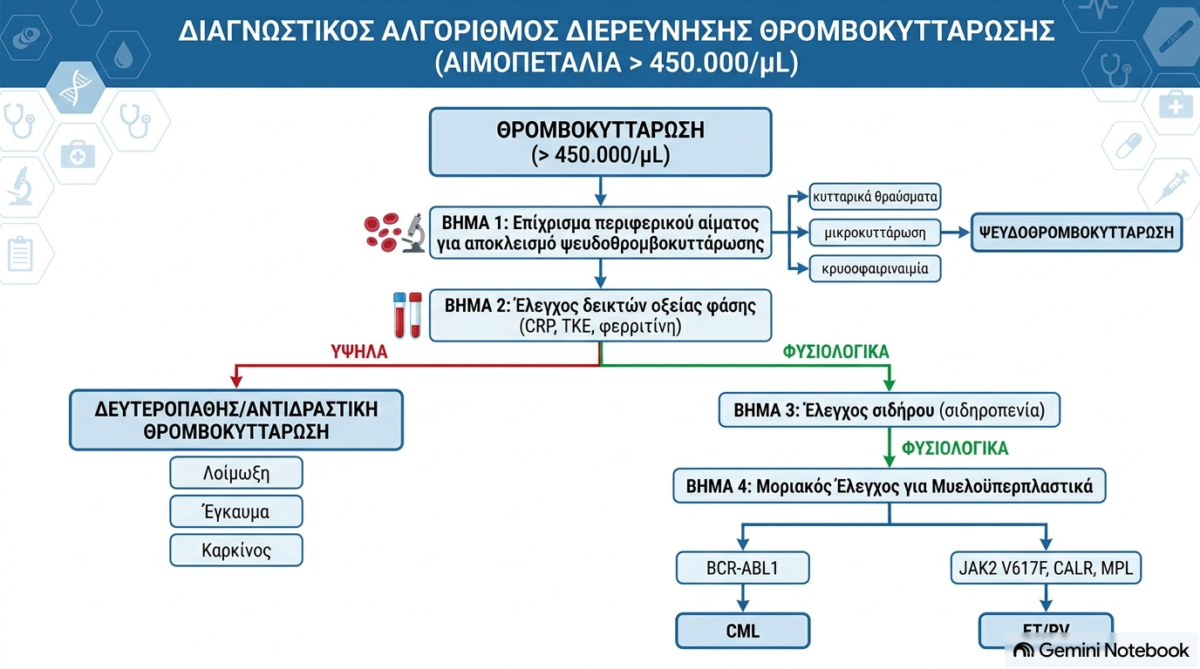 ΔΙΑΓΝΩΣΤΙΚΟΣ ΑΛΓΟΡΙΘΜΟΣ ΔΙΕΡΕΥΝΗΣΗΣ ΘΡΟΜΒΟΚΥΤΤΑΡΩΣΗΣ
(ΑΙΜΟΠΕΤΑΛΙΑ > 450.000/μL)
ΘΡΟΜΒΟΚΥΤΤΑΡΩΣΗ
(> 450.000/μL)
ΒΗΜΑ 1: Επίχρισμα περιφερικού αίματος
για αποκλεισμό ψευδοθρομβοκυττάρωσης
κυτταρικά θραύσματα
μικροκυττάρωση
κρυοσφαιριναιμία
ΨΕΥΔΟΘΡΟΜΒΟΚΥΤΤΑΡΩΣΗ
ΒΗΜΑ 2: Έλεγχος δεικτών οξείας φάσης
(CRP, ΤΚΕ, φερριτίνη)
ΥΨΗΛΑ
ΦΥΣΙΟΛΟΓΙΚΑ
ΔΕΥΤΕΡΟΠΑΘΗΣ/ΑΝΤΙΔΡΑΣΤΙΚΗ
ΘΡΟΜΒΟΚΥΤΤΑΡΩΣΗ
Λοίμωξη
Έγκαυμα
Καρκίνος
ΒΗΜΑ 3: Έλεγχος σιδήρου (σιδηροπενία)
ΦΥΣΙΟΛΟΓΙΚΑ
ΒΗΜΑ 4: Μοριακός Έλεγχος για Μυελοϋπερπλαστικά
BCR-ABL1
JAK2 V617F, CALR, MPL
CML
ET/PV
Gemini Notebook